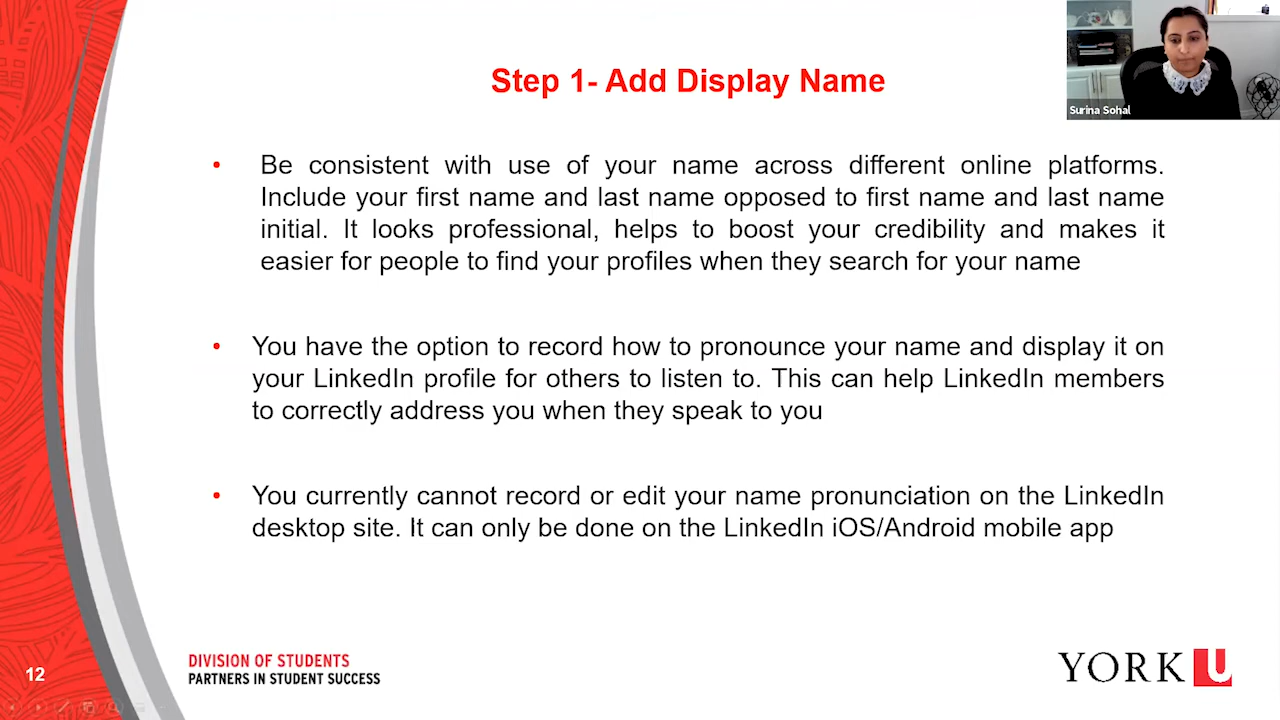 Step 1- Add Display Name
Surina Sohal
• Be consistent with use of your name across different online platforms.
Include your first name and last name opposed to first name and last name
initial. It looks professional, helps to boost your credibility and makes it
easier for people to find your profiles when they search for your name
• You have the option to record how to pronounce your name and display it on
your LinkedIn profile for others to listen to. This can help LinkedIn members
to correctly address you when they speak to you
• You currently cannot record or edit your name pronunciation on the LinkedIn
desktop site. It can only be done on the LinkedIn iOS/Android mobile app
12
DIVISION OF STUDENTS
PARTNERS IN STUDENT SUCCESS
YORK U